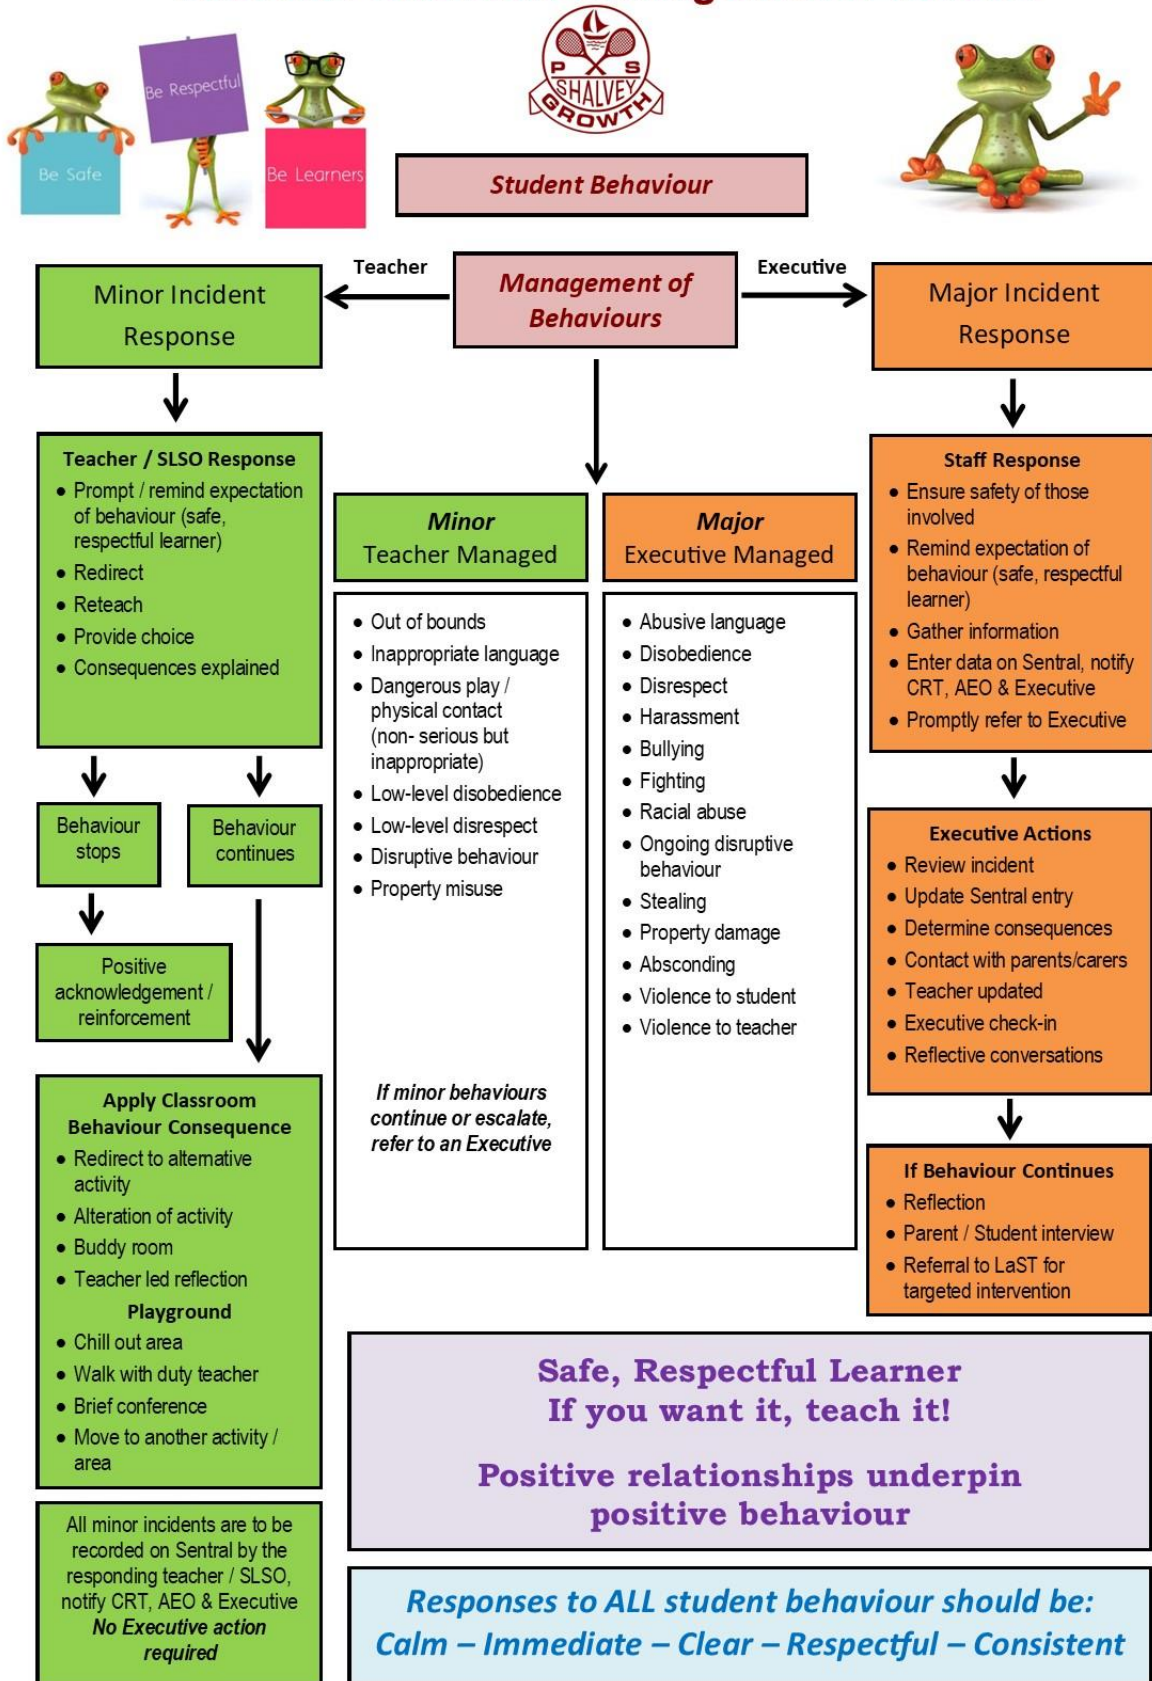 Be Safe
Be Respectful
Be Learners
P S
SHALVEY
GROWTH
Student Behaviour
Teacher
Management of
Behaviours
Executive
Minor Incident
Response
Major Incident
Response
Teacher / SLSO Response
• Prompt / remind expectation
of behaviour (safe,
respectful learner)
• Redirect
• Reteach
• Provide choice
• Consequences explained
Behaviour
stops
Behaviour
continues
Positive
acknowledgement /
reinforcement
Apply Classroom
Behaviour Consequence
• Redirect to alternative
activity
• Alteration of activity
• Buddy room
• Teacher led reflection
Playground
• Chill out area
• Walk with duty teacher
• Brief conference
• Move to another activity /
area
All minor incidents are to be
recorded on Sentral by the
responding teacher / SLSO,
notify CRT, AEO & Executive
No Executive action
required
Minor
Teacher Managed
• Out of bounds
• Inappropriate language
• Dangerous play /
physical contact
(non- serious but
inappropriate)
• Low-level disobedience
• Low-level disrespect
• Disruptive behaviour
• Property misuse
If minor behaviours
continue or escalate,
refer to an Executive
Major
Executive Managed
• Abusive language
• Disobedience
• Disrespect
• Harassment
• Bullying
• Fighting
• Racial abuse
• Ongoing disruptive
behaviour
• Stealing
• Property damage
• Absconding
• Violence to student
• Violence to teacher
Staff Response
• Ensure safety of those
involved
• Remind expectation of
behaviour (safe, respectful
learner)
• Gather information
• Enter data on Sentral, notify
CRT, AEO & Executive
• Promptly refer to Executive
Executive Actions
• Review incident
• Update Sentral entry
• Determine consequences
• Contact with parents/carers
• Teacher updated
• Executive check-in
• Reflective conversations
If Behaviour Continues
• Reflection
• Parent / Student interview
• Referral to LaST for
targeted intervention
Safe, Respectful Learner
If you want it, teach it!
Positive relationships underpin
positive behaviour
Responses to ALL student behaviour should be:
Calm – Immediate – Clear – Respectful – Consistent